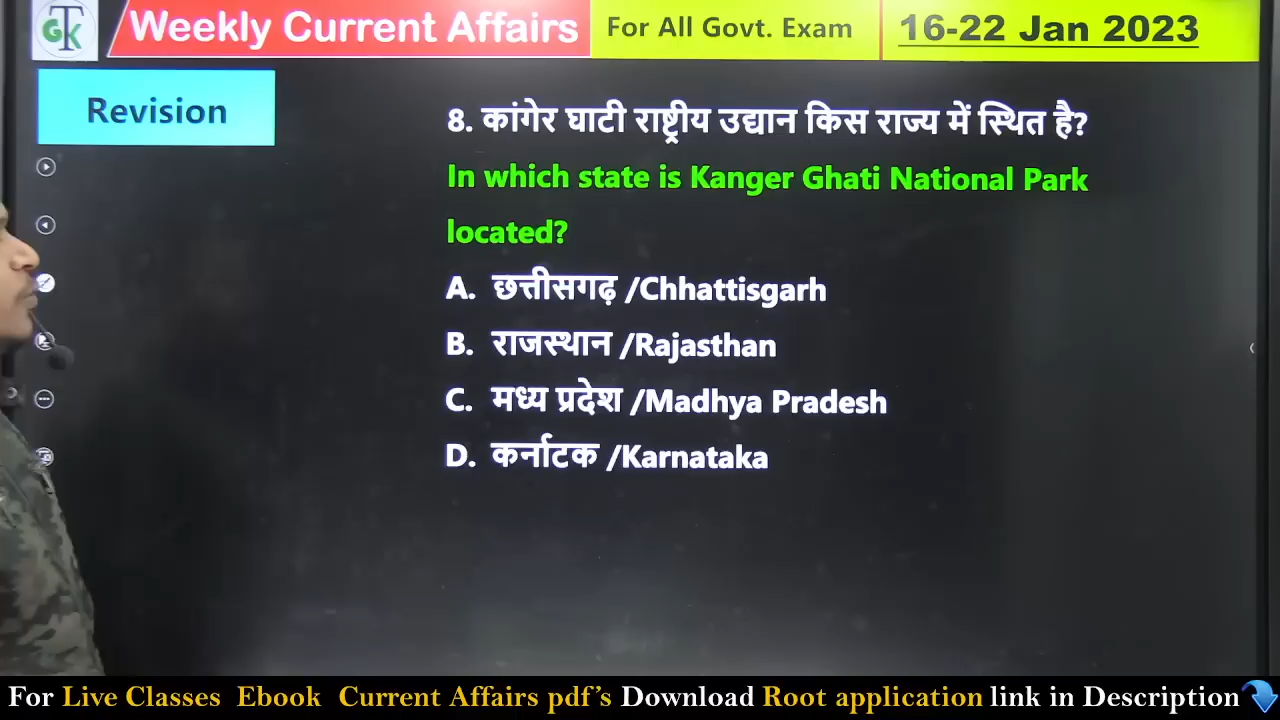 GTK
Weekly Current Affairs
For All Govt. Exam
16-22 Jan 2023
Revision
8. कांगेर घाटी राष्ट्रीय उद्यान किस राज्य में स्थित है?
In which state is Kanger Ghati National Park
located?
A. छत्तीसगढ़ /Chhattisgarh
B. राजस्थान /Rajasthan
C. मध्य प्रदेश /Madhya Pradesh
D. कर्नाटक /Karnataka
For Live Classes Ebook Current Affairs pdf’s Download Root application link in Description